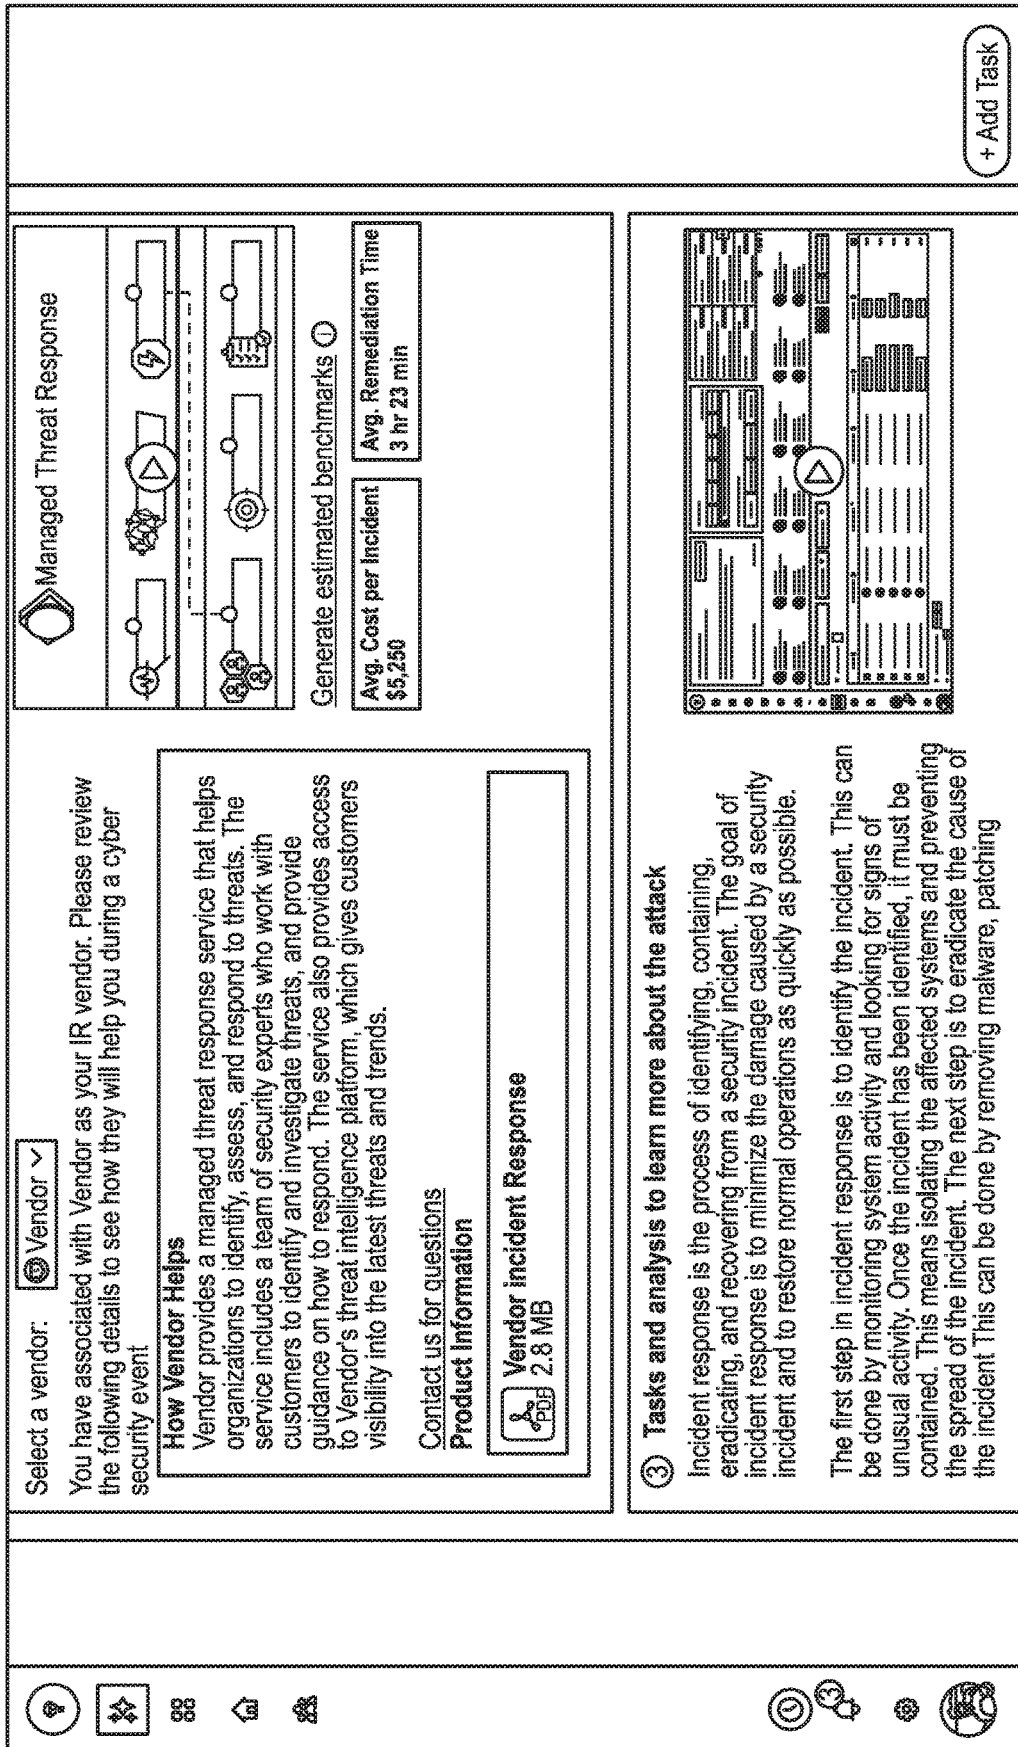 Select a vendor: Vendor
You have associated with Vendor as your IR vendor. Please review
the following details to see how they will help you during a cyber
security event
How Vendor Helps
Vendor provides a managed threat response service that helps
organizations to identify, assess, and respond to threats. The
service includes a team of security experts who work with
customers to identify and investigate threats, and provide
guidance on how to respond. The service also provides access
to Vendor's threat intelligence platform, which gives customers
visibility into the latest threats and trends.
Contact us for questions
Product Information
Vendor incident Response
PDF 2.8 MB
Managed Threat Response
Generate estimated benchmarks i
Avg. Cost per Incident
$5,250
Avg. Remediation Time
3 hr 23 min
3 Tasks and analysis to learn more about the attack
Incident response is the process of identifying, containing,
eradicating, and recovering from a security incident. The goal of
incident response is to minimize the damage caused by a security
incident and to restore normal operations as quickly as possible.
The first step in incident response is to identify the incident. This can
be done by monitoring system activity and looking for signs of
unusual activity. Once the incident has been identified, it must be
contained. This means isolating the affected systems and preventing
the spread of the incident. The next step is to eradicate the cause of
the incident This can be done by removing malware, patching
3
+ Add Task